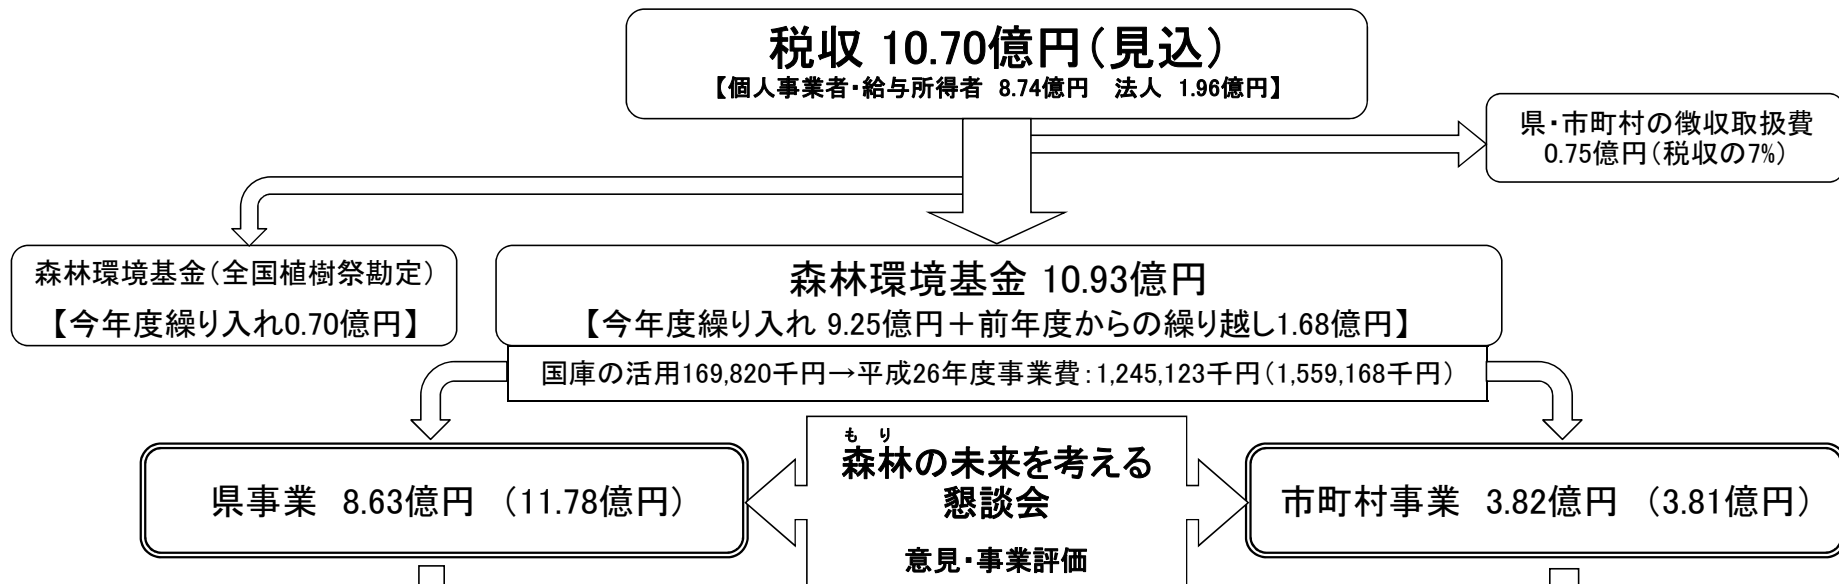 税収 10.70億円(見込)
【個人事業者・給与所得者 8.74億円 法人 1.96億円】
県・市町村の徴収取扱費
0.75億円(税収の7%)
森林環境基金(全国植樹祭勘定)
【今年度繰り入れ0.70億円】
森林環境基金 10.93億円
【今年度繰り入れ 9.25億円+前年度からの繰り越し1.68億円】
国庫の活用169,820千円→平成26年度事業費:1,245,123千円(1,559,168千円)
県事業 8.63億円 (11.78億円)
もり
森林の未来を考える
懇談会
意見・事業評価
市町村事業 3.82億円 (3.81億円)